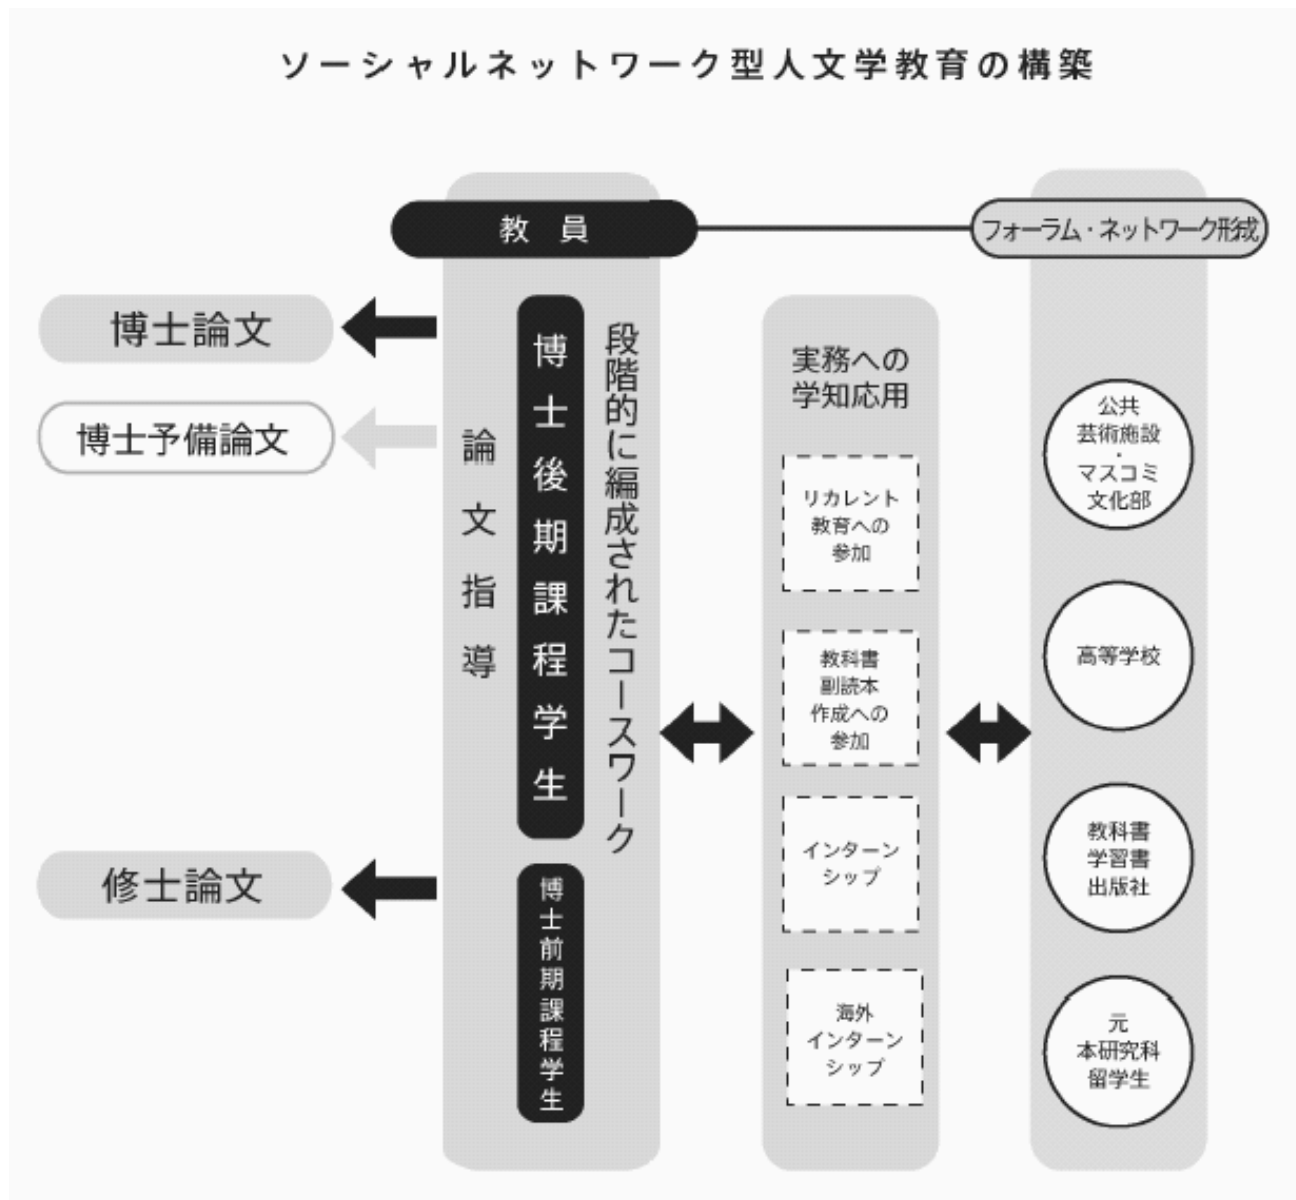 ソーシャルネットワーク型人文学教育の構築
教員
フォーラム・ネットワーク形成
博士論文
博士予備論文
修士論文
論文指導
博士後期課程学生
段階的に編成されたコースワーク
博士前期課程学生
実務への
学知応用
リカレント
教育への
参加
教科書
副読本
作成への
参加
インターン
シップ
海外
インターン
シップ
公共
芸術施設
・
マスコミ
文化部
高等学校
教科書
学習書
出版社
元
本研究科
留学生